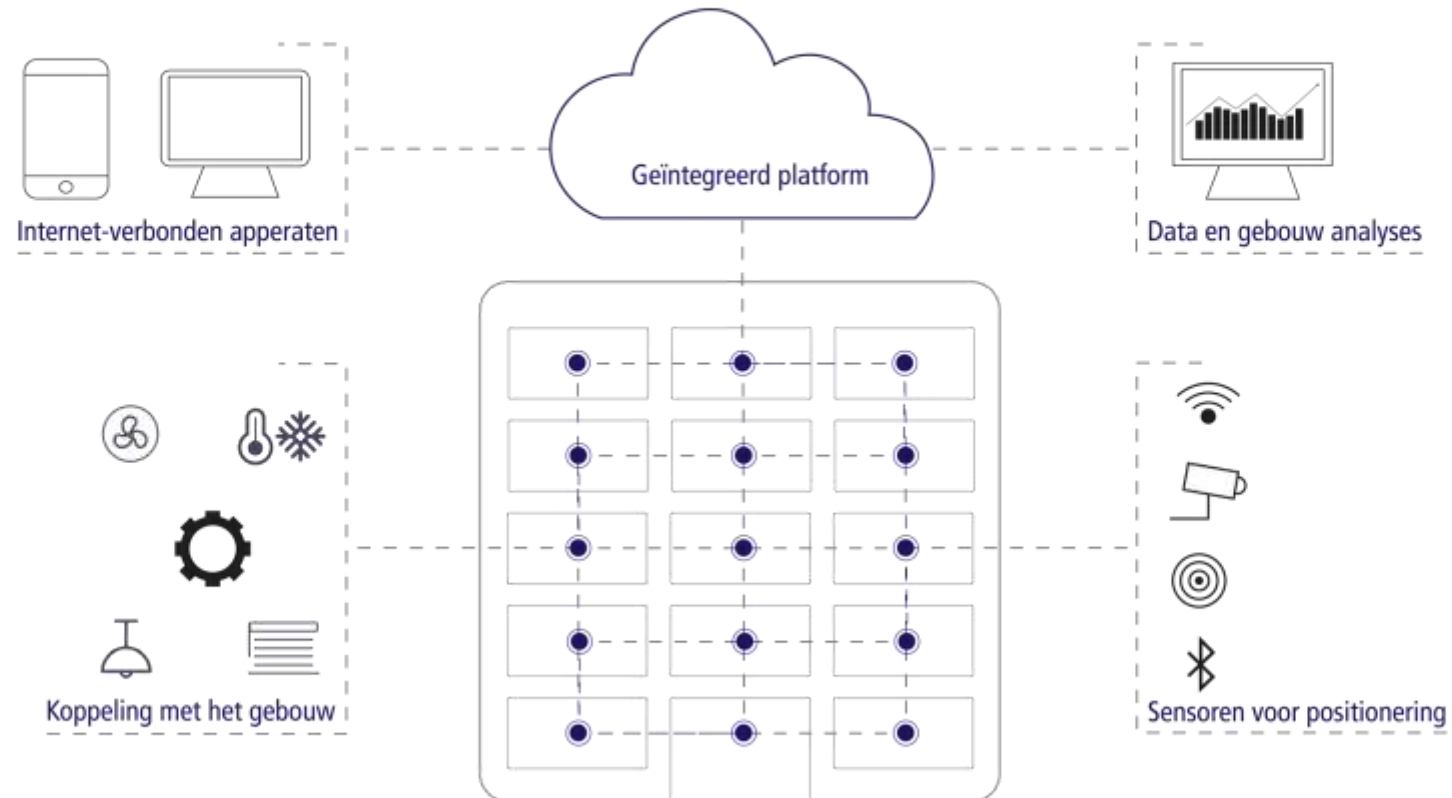 Geïntegreerd platform
Internet-verbonden apperaten
Data en gebouw analyses
Koppeling met het gebouw
Sensoren voor positionering